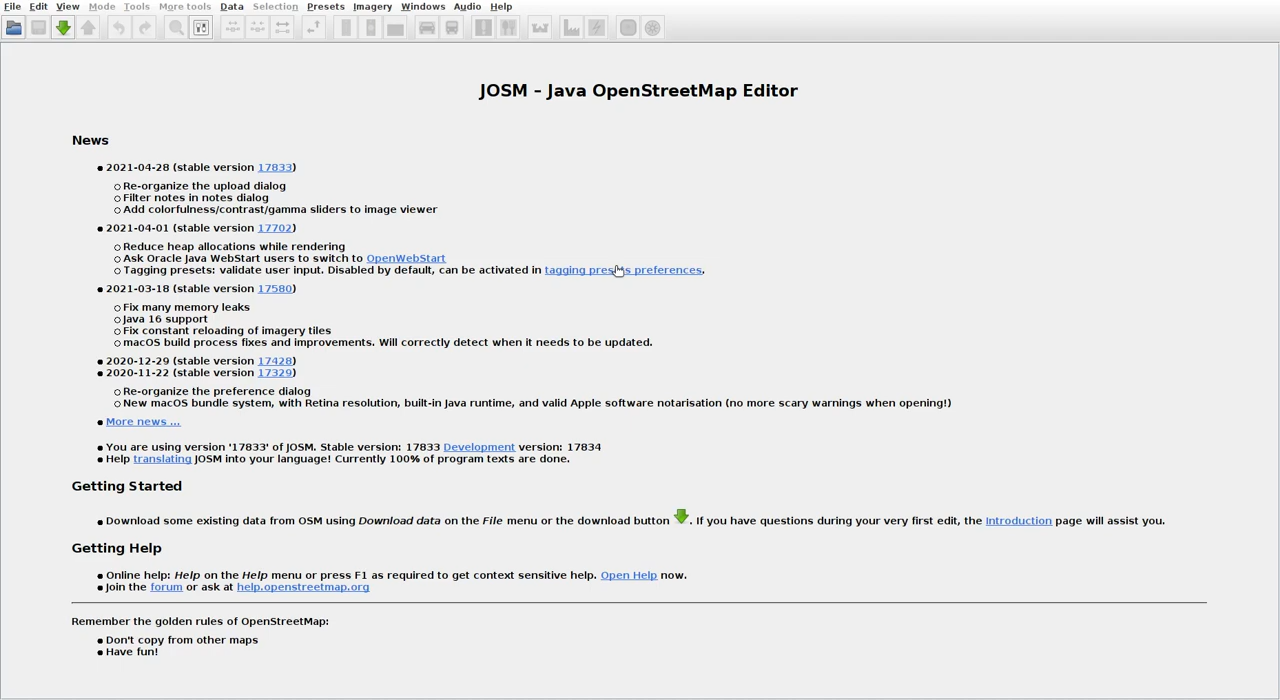 File Edit View Mode Tools More tools Data Selection Presets Imagery Windows Audio Help
JOSM – Java OpenStreetMap Editor
News
2021-04-28 (stable version 17833)
Re-organize the upload dialog
Filter notes in notes dialog
Add colorfulness/contrast/gamma sliders to image viewer
2021-04-01 (stable version 17702)
Reduce heap allocations while rendering
Ask Oracle Java WebStart users to switch to OpenWebStart
Tagging presets: validate user input. Disabled by default, can be activated in tagging presets preferences.
2021-03-18 (stable version 17580)
Fix many memory leaks
Java 16 support
Fix constant reloading of imagery tiles
macOS build process fixes and improvements. Will correctly detect when it needs to be updated.
2020-12-29 (stable version 17428)
2020-11-22 (stable version 17329)
Re-organize the preference dialog
New macOS bundle system, with Retina resolution, built-in Java runtime, and valid Apple software notarisation (no more scary warnings when opening!)
More news ...
You are using version '17833' of JOSM. Stable version: 17833 Development version: 17834
Help translating JOSM into your language! Currently 100% of program texts are done.
Getting Started
Download some existing data from OSM using Download data on the File menu or the download button . If you have questions during your very first edit, the Introduction page will assist you.
Getting Help
Online help: Help on the Help menu or press F1 as required to get context sensitive help. Open Help now.
Join the forum or ask at help.openstreetmap.org
Remember the golden rules of OpenStreetMap:
Don't copy from other maps
Have fun!